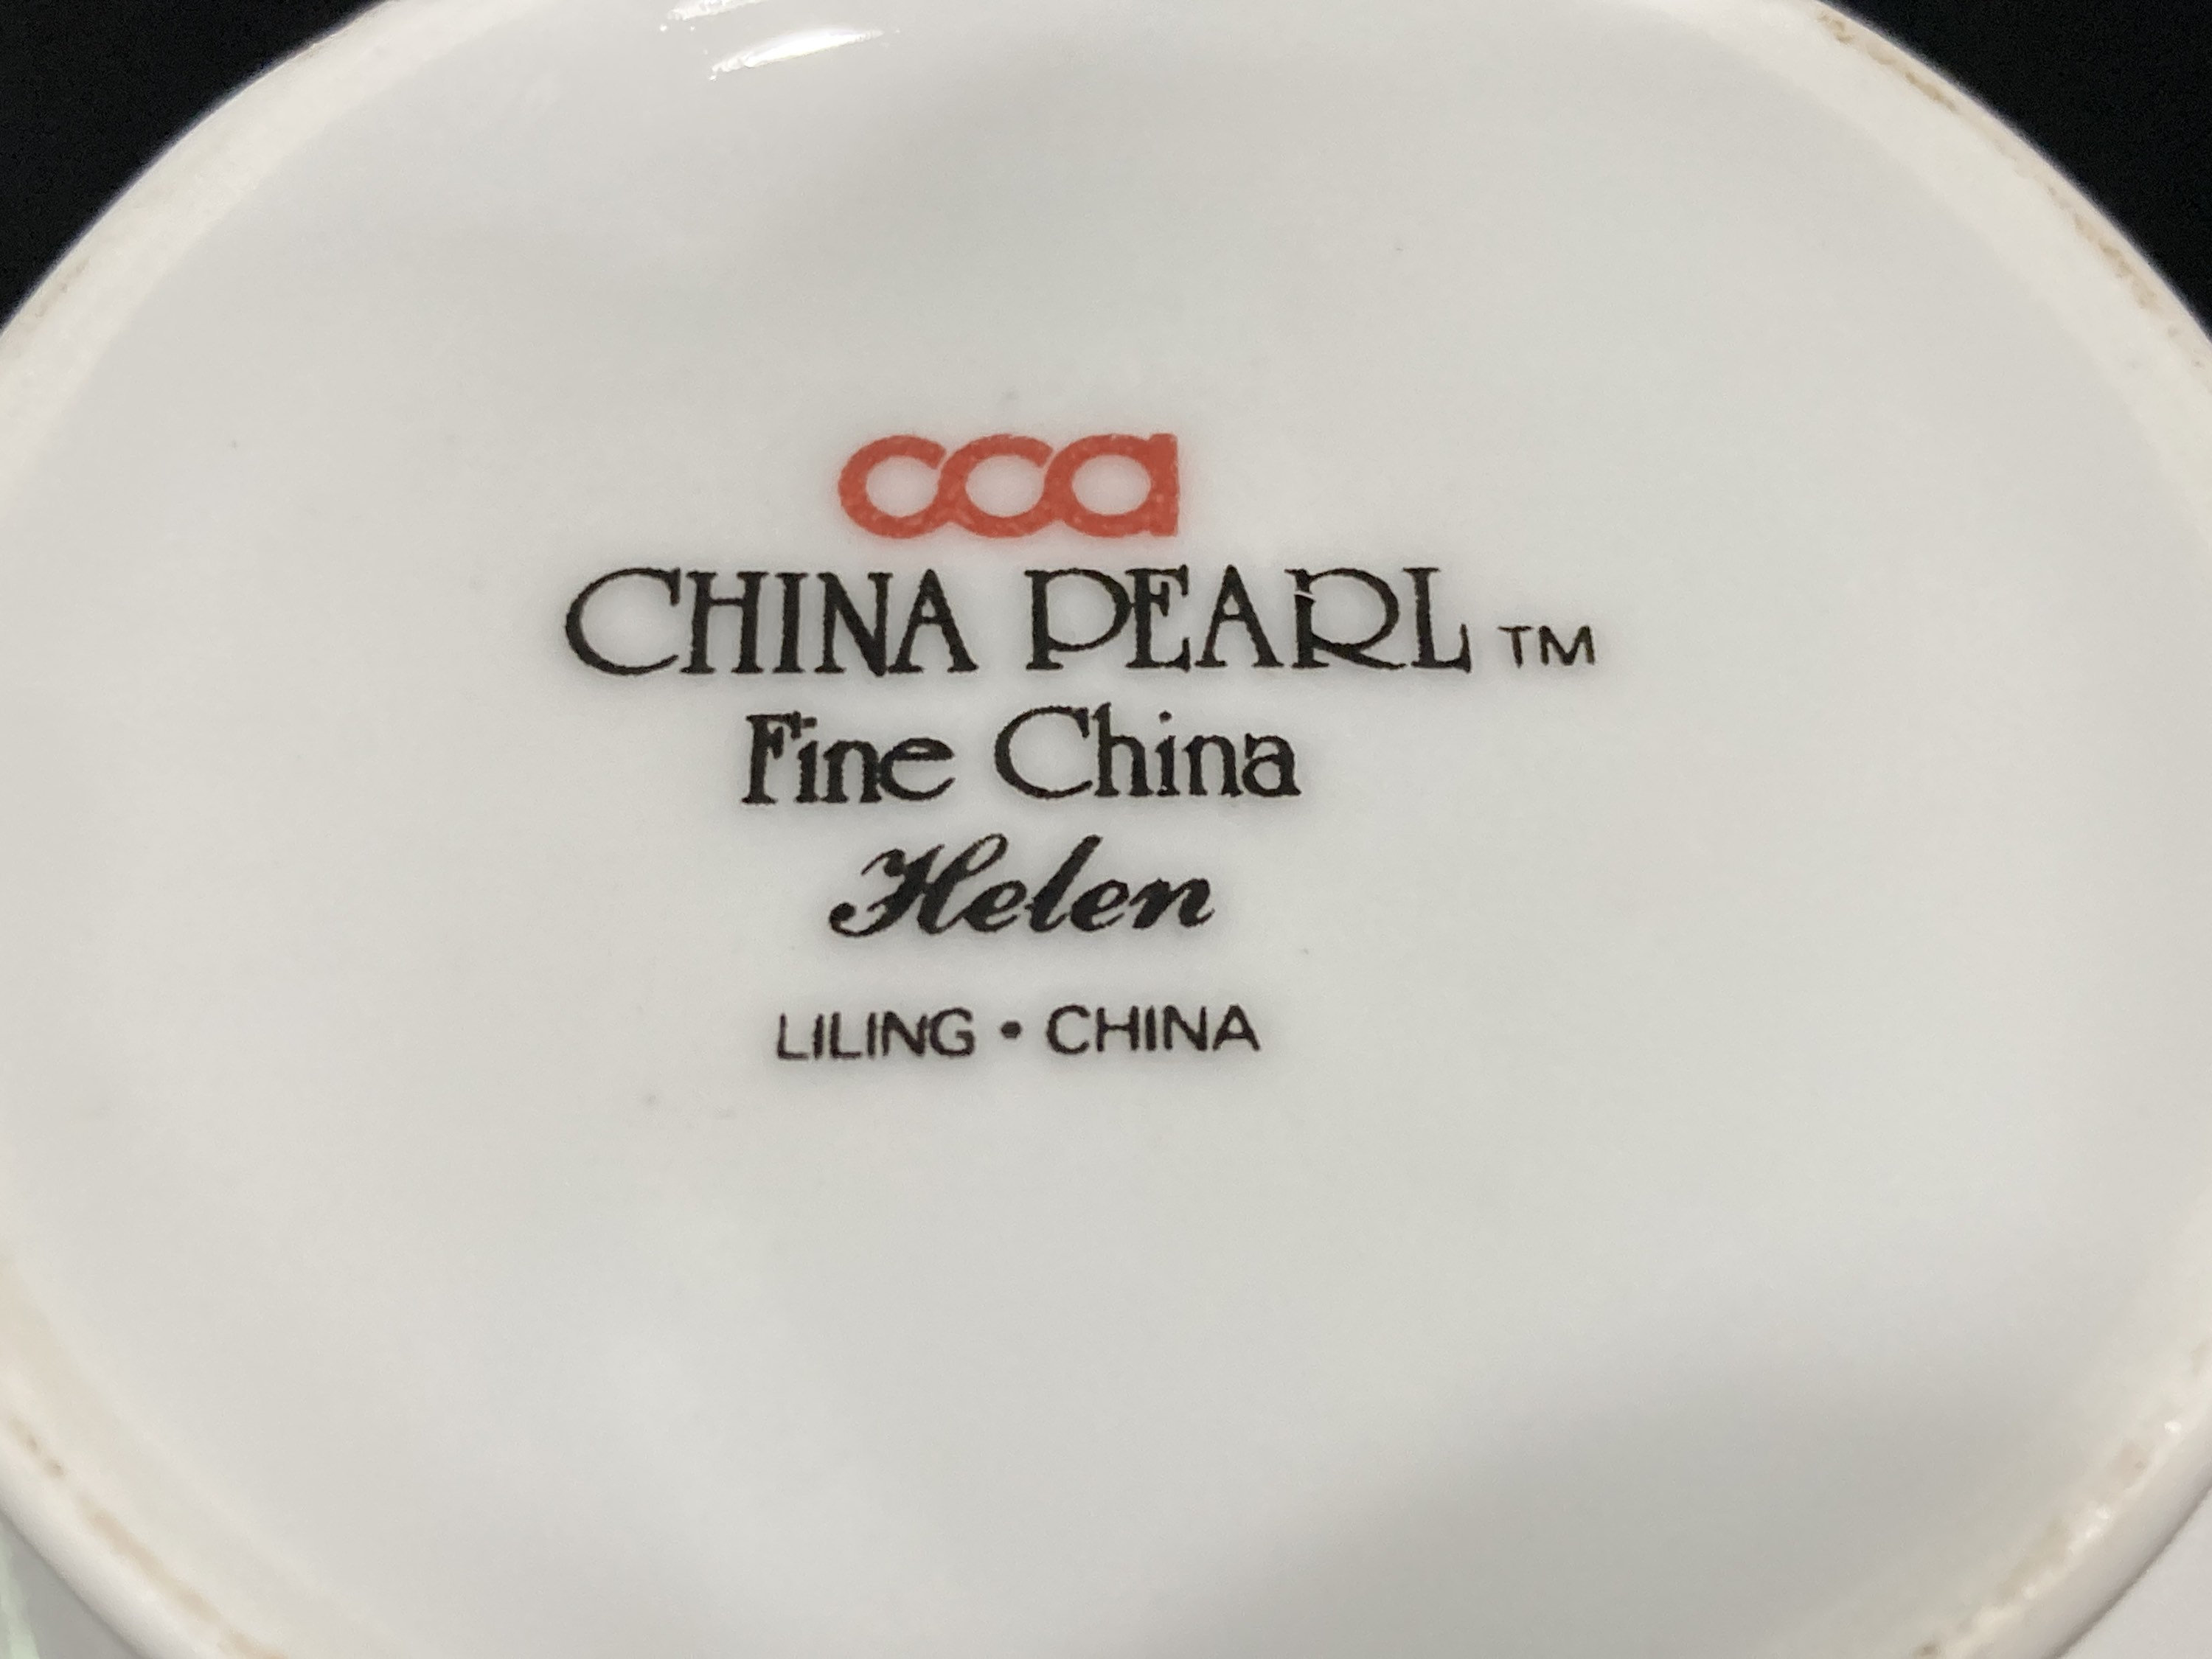 cca
CHINA PEARL TM
Fine China
Helen
LILING • CHINA